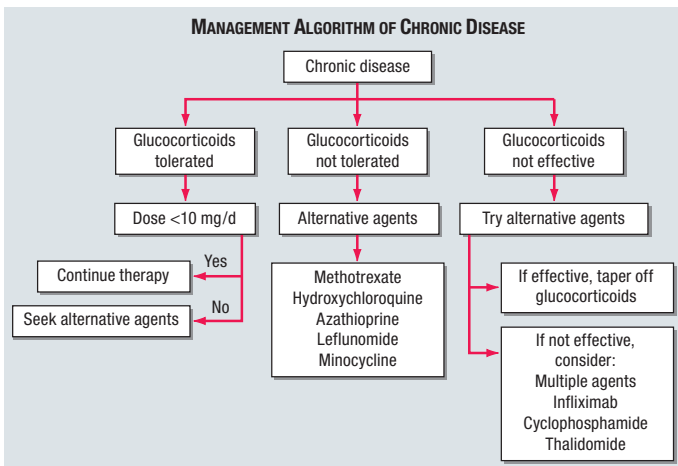 MANAGEMENT ALGORITHM OF CHRONIC DISEASE
Chronic disease
Glucocorticoids
tolerated
Glucocorticoids
not tolerated
Glucocorticoids
not effective
Dose <10 mg/d
Alternative agents
Try alternative agents
Yes
Continue therapy
No
Seek alternative agents
Methotrexate
Hydroxychloroquine
Azathioprine
Leflunomide
Minocycline
If effective, taper off
glucocorticoids
If not effective,
consider:
Multiple agents
Infliximab
Cyclophosphamide
Thalidomide